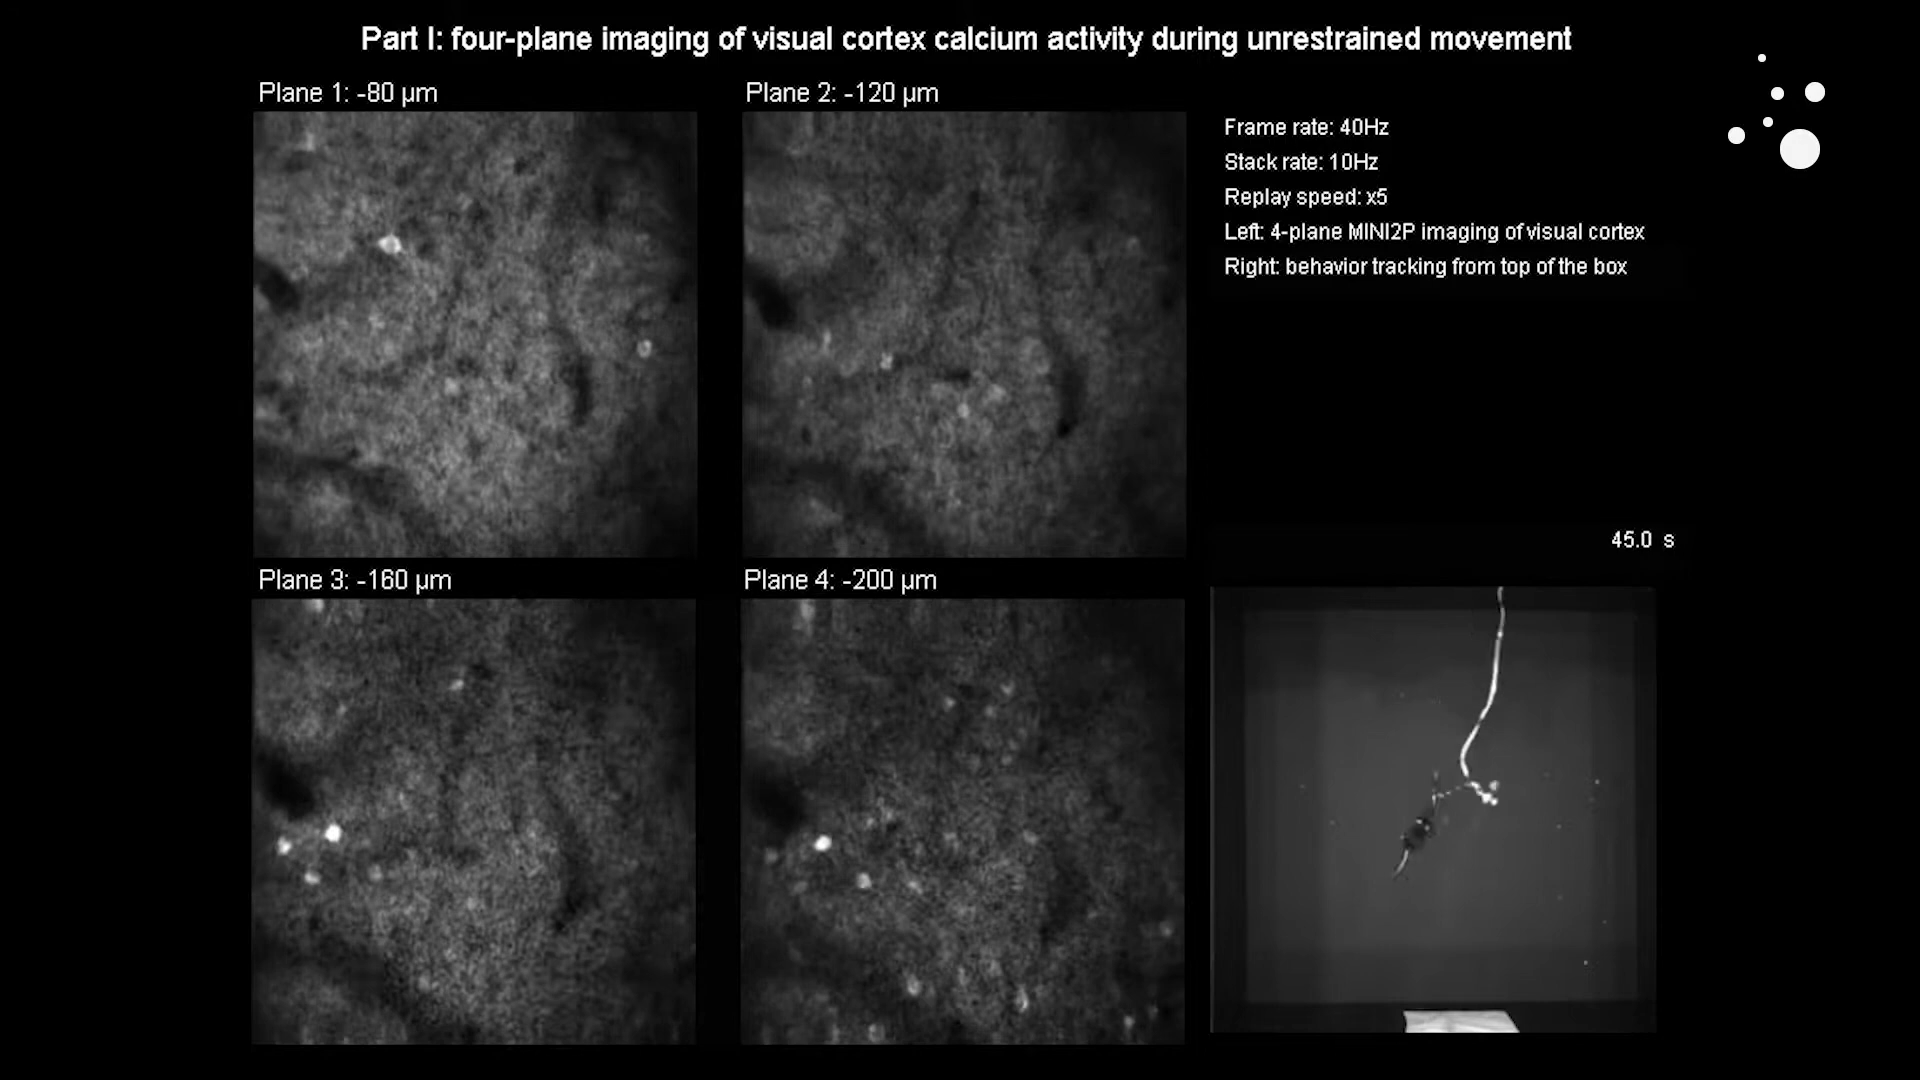 Part I: four-plane imaging of visual cortex calcium activity during unrestrained movement
Plane 1: -80 µm
Plane 2: -120 µm
Frame rate: 40Hz
Stack rate: 10Hz
Replay speed: x5
Left: 4-plane MINI2P imaging of visual cortex
Right: behavior tracking from top of the box
45.0 s
Plane 3: -160 µm
Plane 4: -200 µm